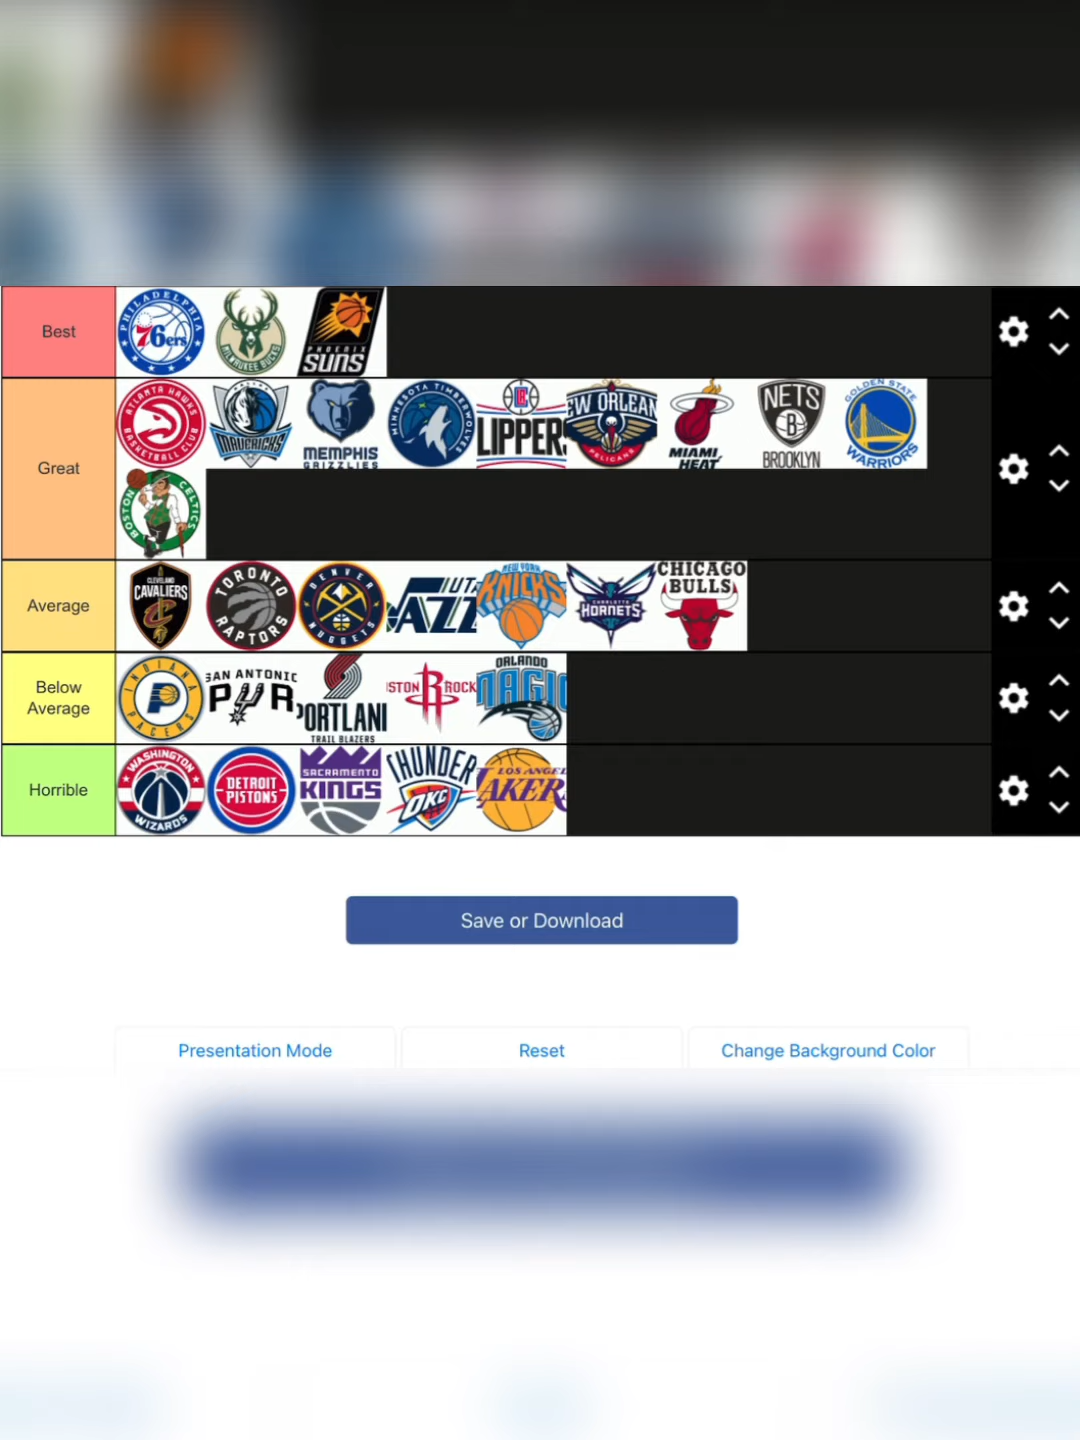 Best
PHILADELPHIA
76ers
MILWAUKEE BUCKS
PHOENIX
SUNS
Great
ATLANTA HAWKS
BASKETBALL CLUB
MAVERICKS
MEMPHIS
GRIZZLIES
MINNESOTA TIMBERWOLVES
LIPPERS
EW ORLEAN
PELICANS
MIAMI
HEAT
NETS
B
BROOKLYN
GOLDEN STATE
WARRIORS
BOSTON CELTICS
Average
CLEVELAND
CAVALIERS
C
TORONTO
RAPTORS
DENVER
NUGGETS
UTA
AZZ
NEW YORK
KNICKS
CHARLOTTE
HORNETS
CHICAGO
BULLS
Below
Average
INDIANA
P
PACERS
SAN ANTONIO
PUR
PORTLAND
TRAIL BLAZERS
STON R ROCK
ORLANDO
MAGIC
Horrible
WASHINGTON
WIZARDS
DETROIT
PISTONS
SACRAMENTO
KINGS
THUNDER
OKC
LOS ANGEL
AKER
Save or Download
Presentation Mode
Reset
Change Background Color